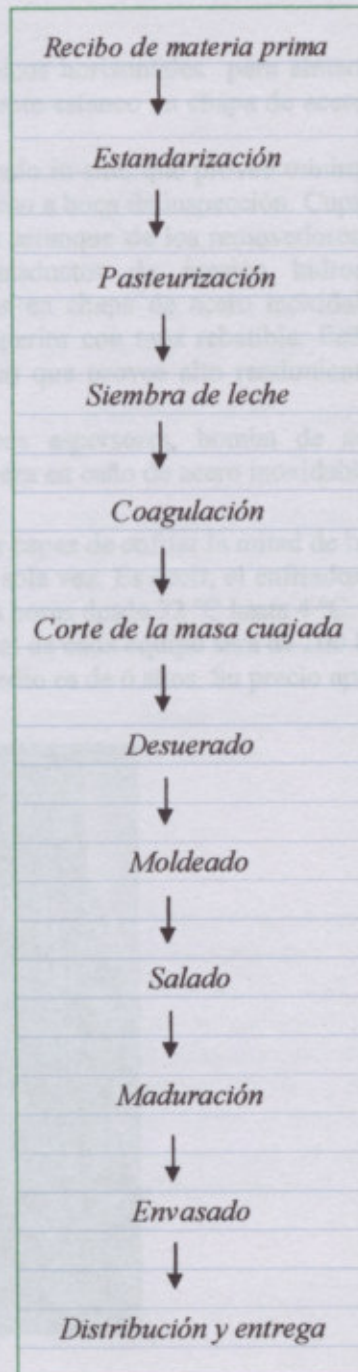 Recibo de materia prima
Estandarización
Pasteurización
Siembra de leche
Coagulación
Corte de la masa cuajada
Desuerado
Moldeado
Salado
Maduración
Envasado
Distribución y entrega